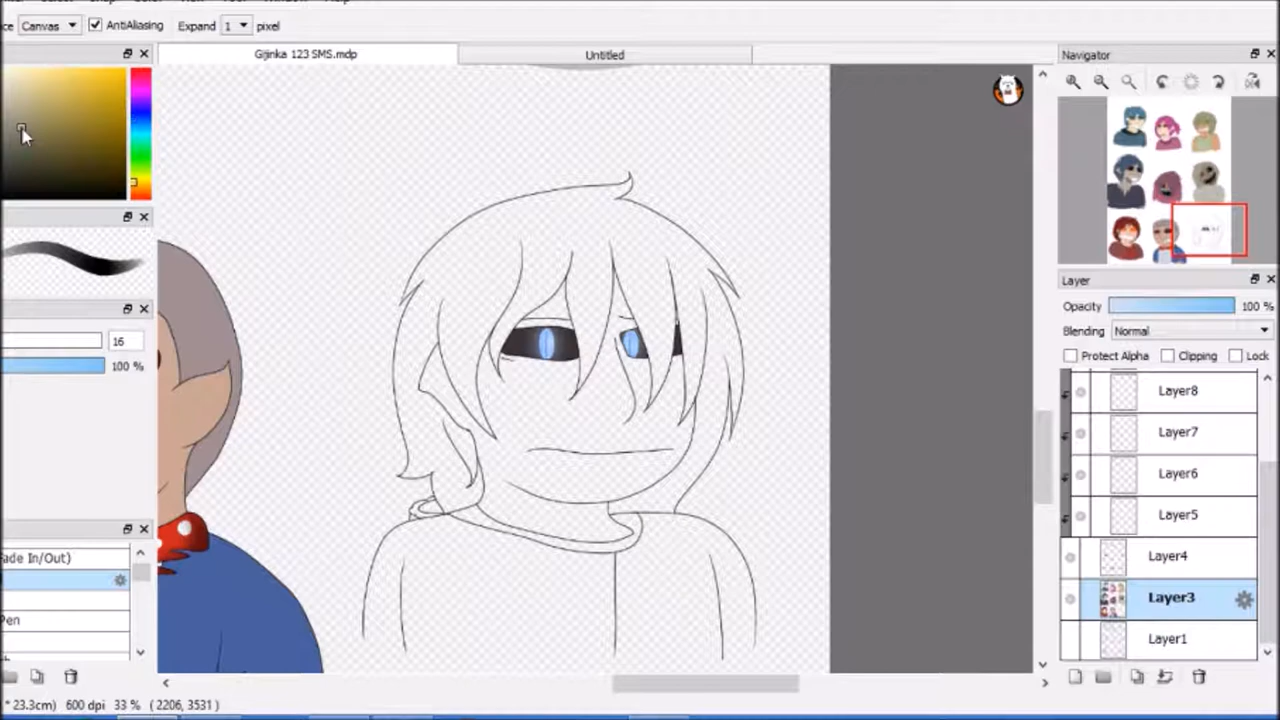 Canvas AntiAliasing Expand 1 pixel
Gijinka 123 SMS.mdp
Untitled
Navigator
Layer
Opacity 100 %
Blending Normal
Protect Alpha Clipping Lock
16
100 %
Layer8
Layer7
Layer6
Layer5
Layer4
Layer3
Layer1
Fade In/Out)
Pen
* 23.3cm) 600 dpi 33 % ( 2206, 3531 )